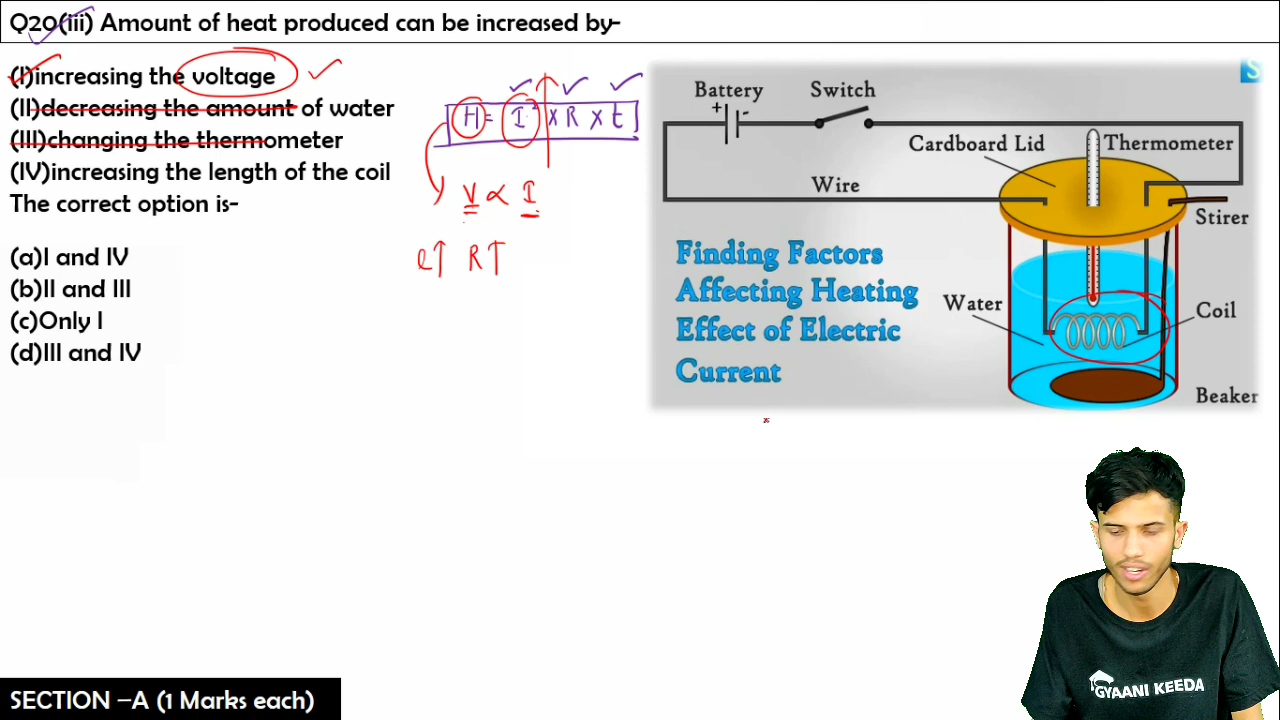 Q20(iii) Amount of heat produced can be increased by-
(I)increasing the voltage
(II)decreasing the amount of water
(III)changing the thermometer
(IV)increasing the length of the coil
The correct option is-
(a)I and IV
(b)II and III
(c)Only I
(d)III and IV
H = I² × R × t
V ∝ I
l↑ R↑
Battery
Switch
+
-
Cardboard Lid
Thermometer
Wire
Stirer
Finding Factors
Affecting Heating
Effect of Electric
Current
Water
Coil
Beaker
S
GYAANI KEEDA
SECTION –A (1 Marks each)